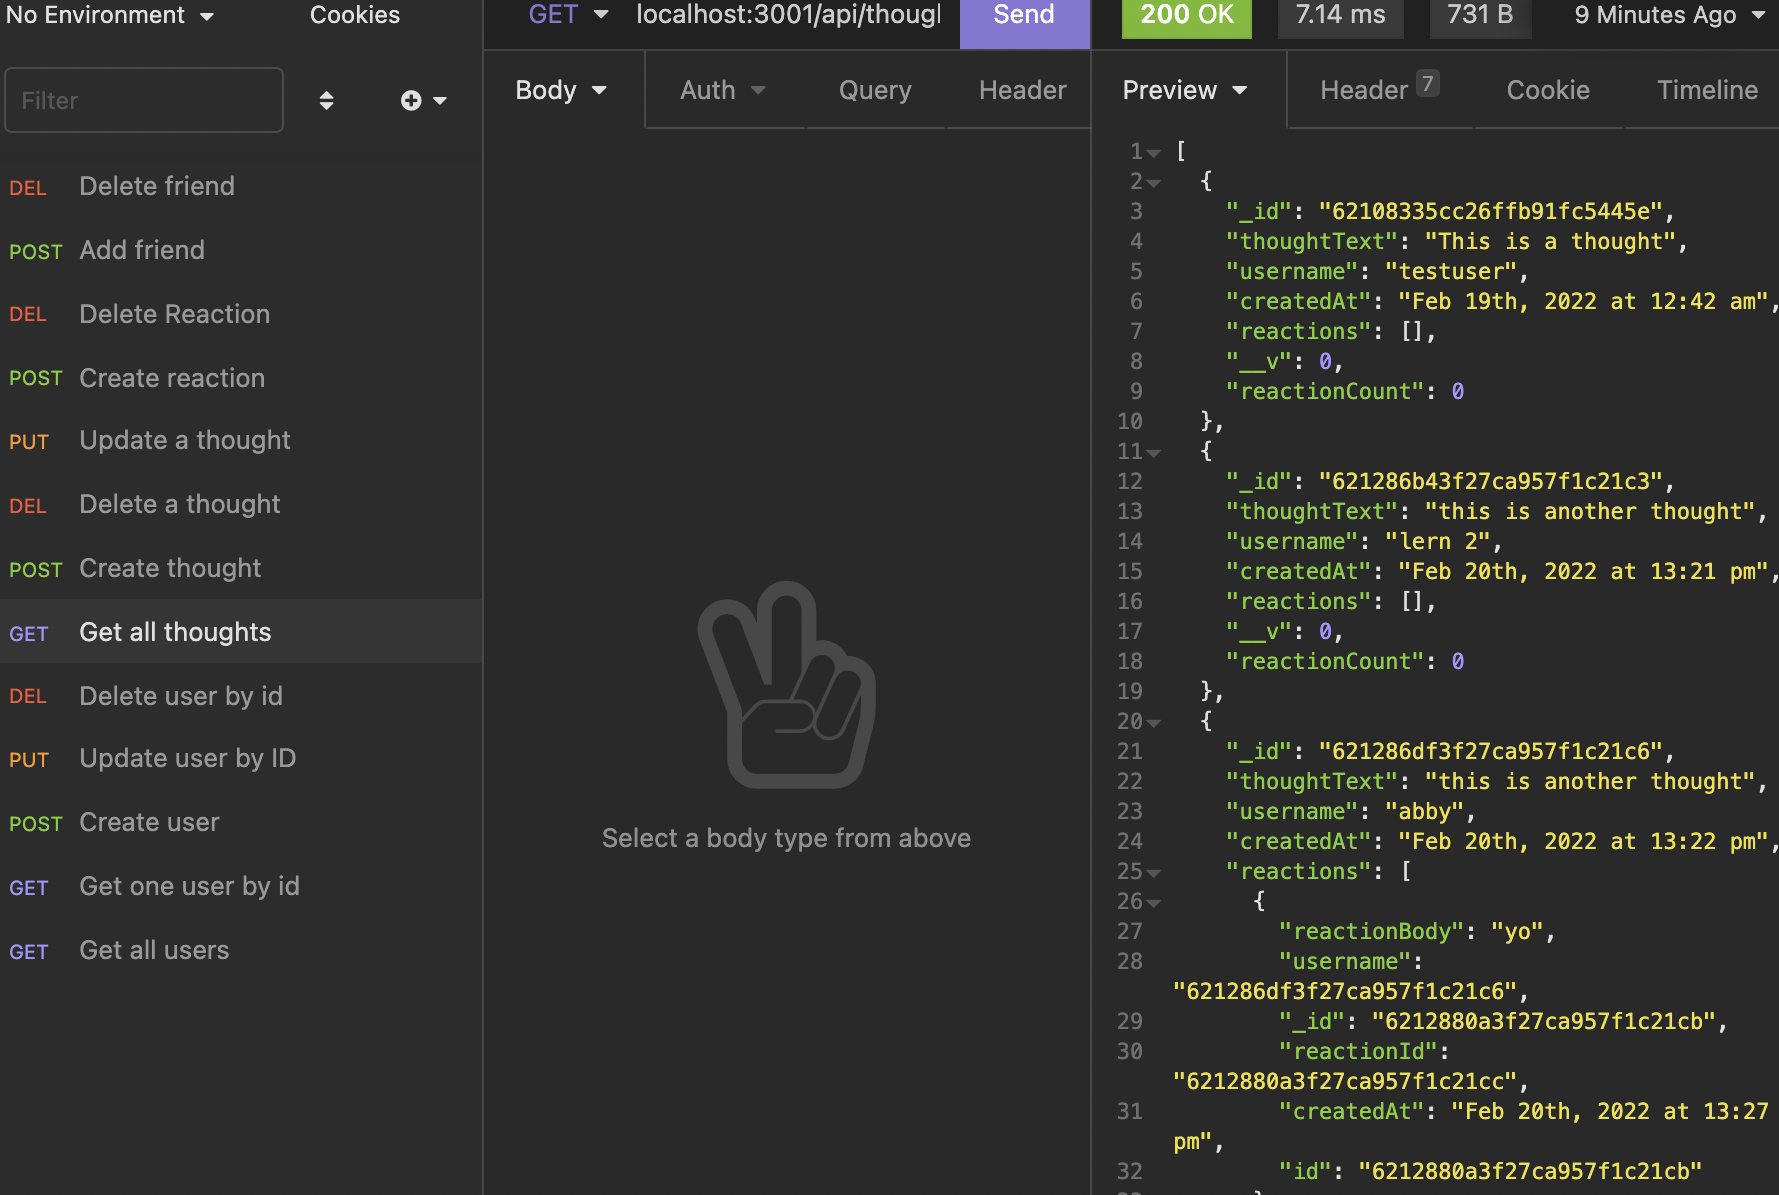 No Environment
Cookies
GET
localhost:3001/api/though
Send
200 OK
7.14 ms
731 B
9 Minutes Ago
Filter
Body
Auth
Query
Header
Preview
Header 7
Cookie
Timeline
DEL Delete friend
POST Add friend
DEL Delete Reaction
POST Create reaction
PUT Update a thought
DEL Delete a thought
POST Create thought
GET Get all thoughts
DEL Delete user by id
PUT Update user by ID
POST Create user
GET Get one user by id
GET Get all users
Select a body type from above
1 [
2 {
3 "_id": "62108335cc26ffb91fc5445e",
4 "thoughtText": "This is a thought",
5 "username": "testuser",
6 "createdAt": "Feb 19th, 2022 at 12:42 am",
7 "reactions": [],
8 "__v": 0,
9 "reactionCount": 0
10 },
11 {
12 "_id": "621286b43f27ca957f1c21c3",
13 "thoughtText": "this is another thought",
14 "username": "lern 2",
15 "createdAt": "Feb 20th, 2022 at 13:21 pm",
16 "reactions": [],
17 "__v": 0,
18 "reactionCount": 0
19 },
20 {
21 "_id": "621286df3f27ca957f1c21c6",
22 "thoughtText": "this is another thought",
23 "username": "abby",
24 "createdAt": "Feb 20th, 2022 at 13:22 pm",
25 "reactions": [
26 {
27 "reactionBody": "yo",
28 "username":
"621286df3f27ca957f1c21c6",
29 "_id": "6212880a3f27ca957f1c21cb",
30 "reactionId":
"6212880a3f27ca957f1c21cc",
31 "createdAt": "Feb 20th, 2022 at 13:27
pm",
32 "id": "6212880a3f27ca957f1c21cb"